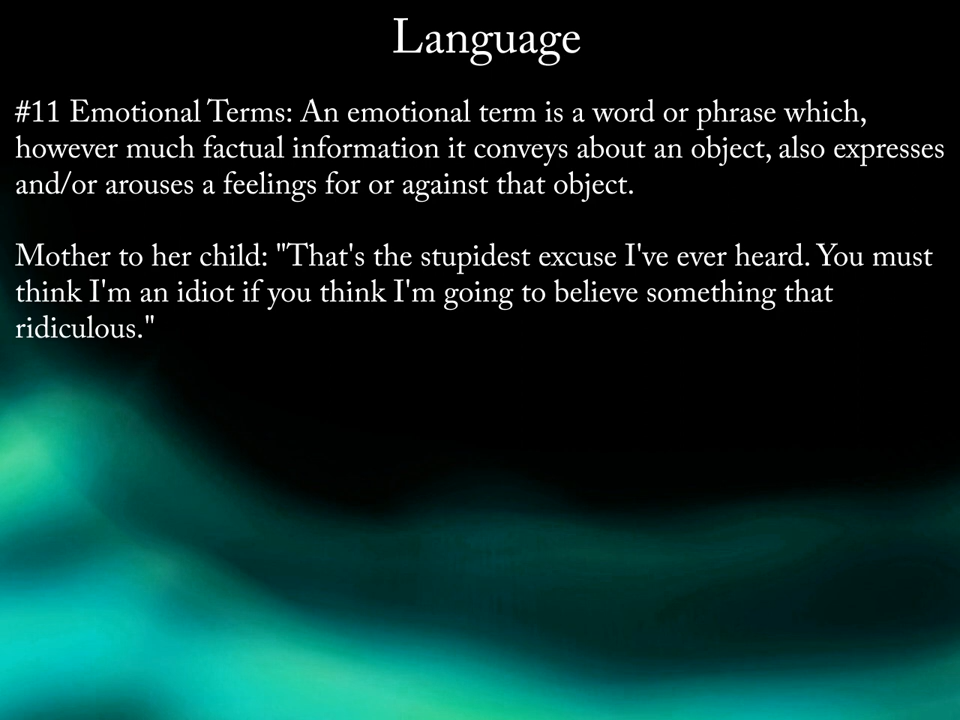 Language
#11 Emotional Terms: An emotional term is a word or phrase which,
however much factual information it conveys about an object, also expresses
and/or arouses a feelings for or against that object.
Mother to her child: "That's the stupidest excuse I've ever heard. You must
think I'm an idiot if you think I'm going to believe something that
ridiculous."